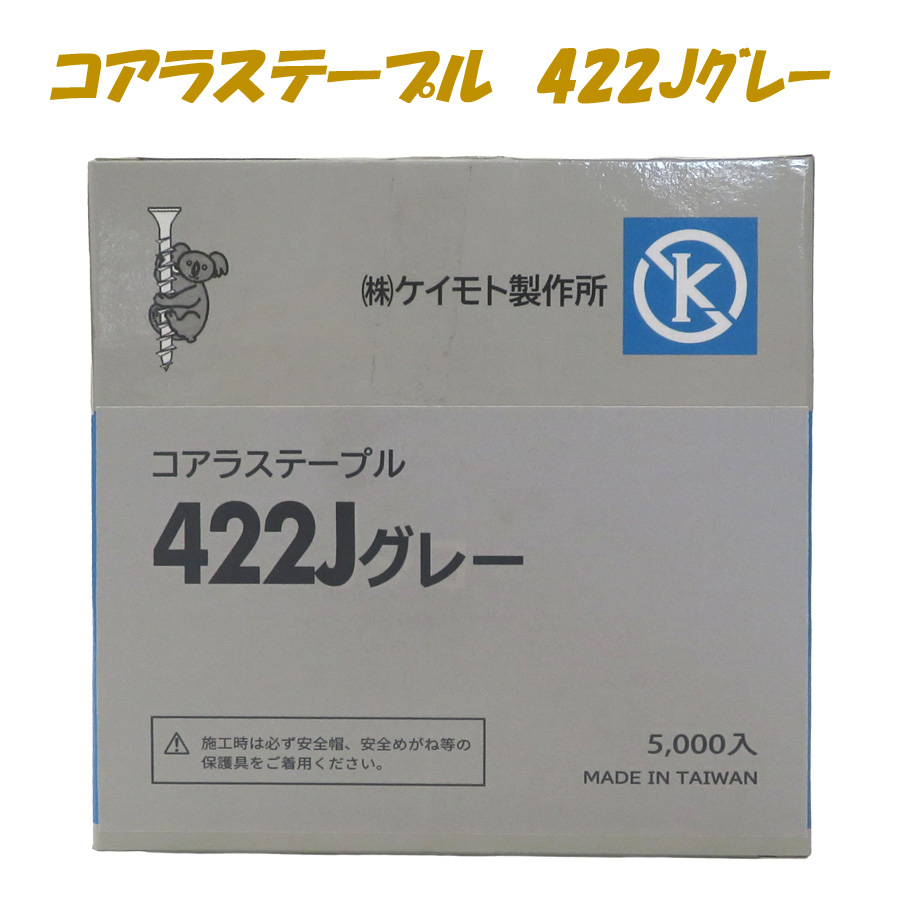 コアラステープル 422Jグレー
㈱ケイモト製作所
K
コアラステープル
422Jグレー
⚠ 施工時は必ず安全帽、安全めがね等の
保護具をご着用ください。
5,000入
MADE IN TAIWAN